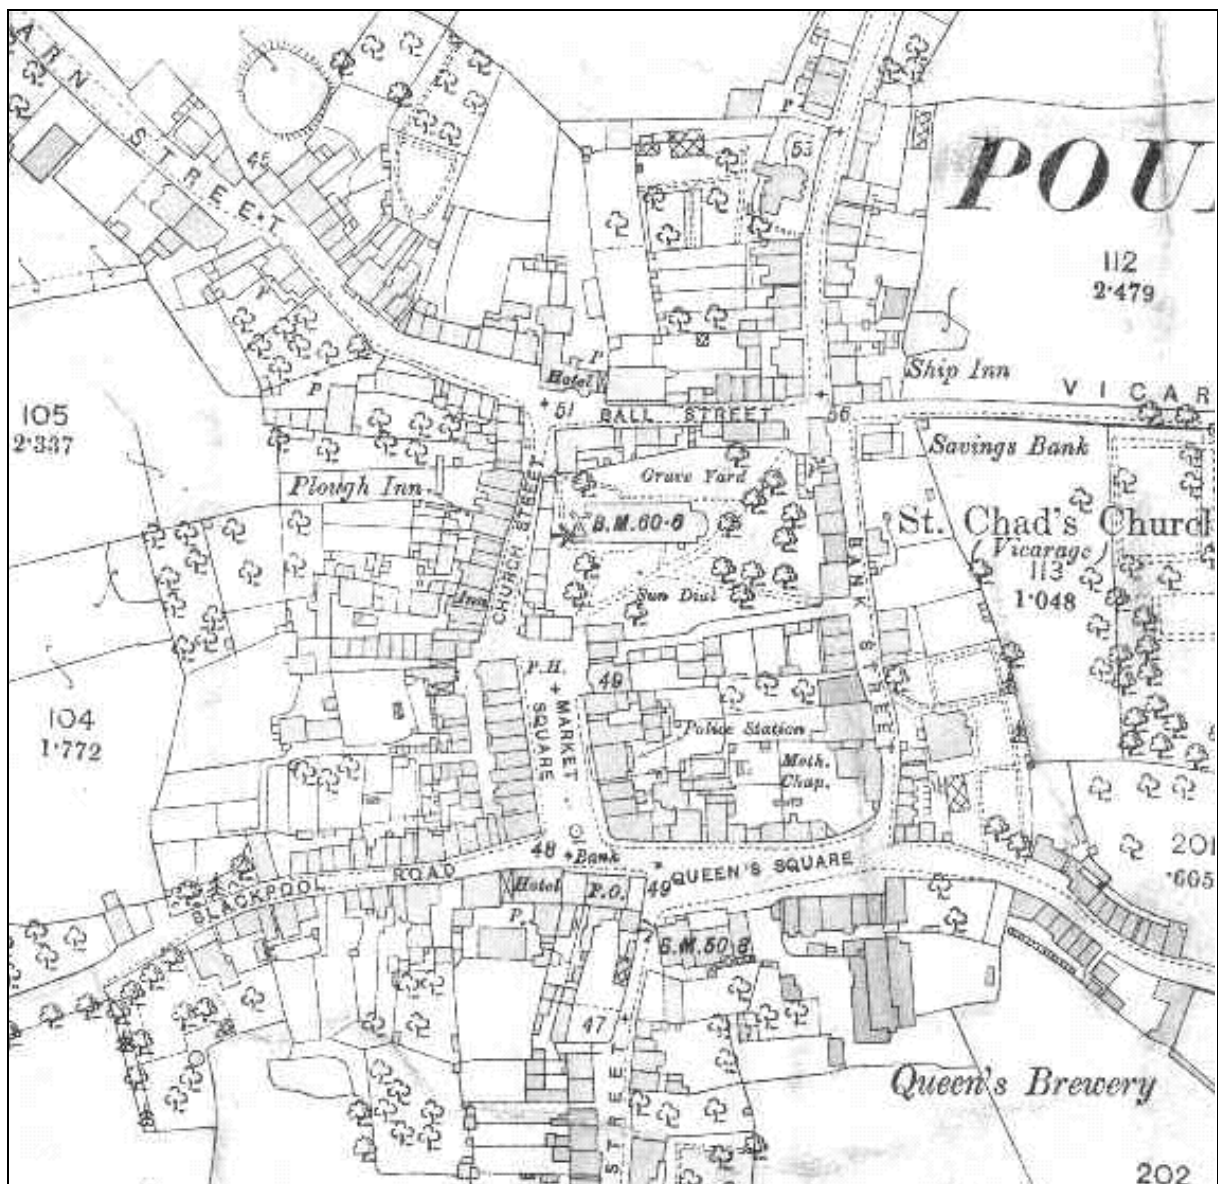 ARN STREET
45
P
53
POU
112
2·479
P
P
Hotel
P
Ship Inn
VICAR
51
BALL STREET
56
105
2·337
Savings Bank
Grave Yard
Plough Inn
B.M.60·6
St. Chad's Church
(Vicarage)
113
1·048
CHURCH STREET
BANK STREET
Inn
Sun Dial
P.H.
49
104
1·772
MARKET SQUARE
Police Station
Meth. Chap.
48
Bank
QUEEN'S SQUARE
201
·665
BLACKPOOL ROAD
Hotel
P.O.
49
P.
B.M.50·8
47
STREET
Queen's Brewery
202